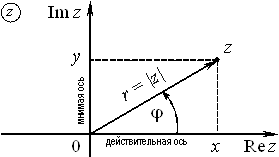 z
Im z
y
z
мнимая ось
r = |z|
φ
0
действительная ось
x
Re z